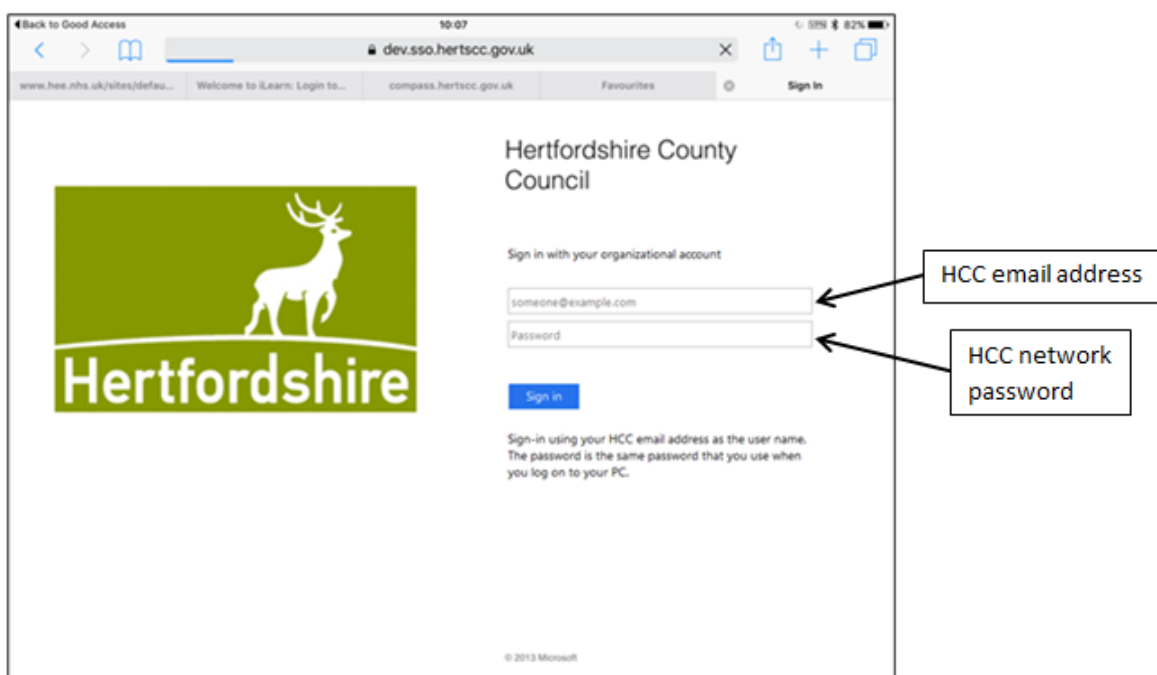 Back to Good Access 10:07 VPN 82%
dev.sso.hertscc.gov.uk
www.hee.nhs.uk/sites/defau... Welcome to iLearn: Login to... compass.hertscc.gov.uk Favourites Sign In
Hertfordshire County
Council
Hertfordshire
Sign in with your organizational account
someone@example.com
Password
Sign in
Sign-in using your HCC email address as the user name.
The password is the same password that you use when
you log on to your PC.
© 2013 Microsoft
HCC email address
HCC network
password